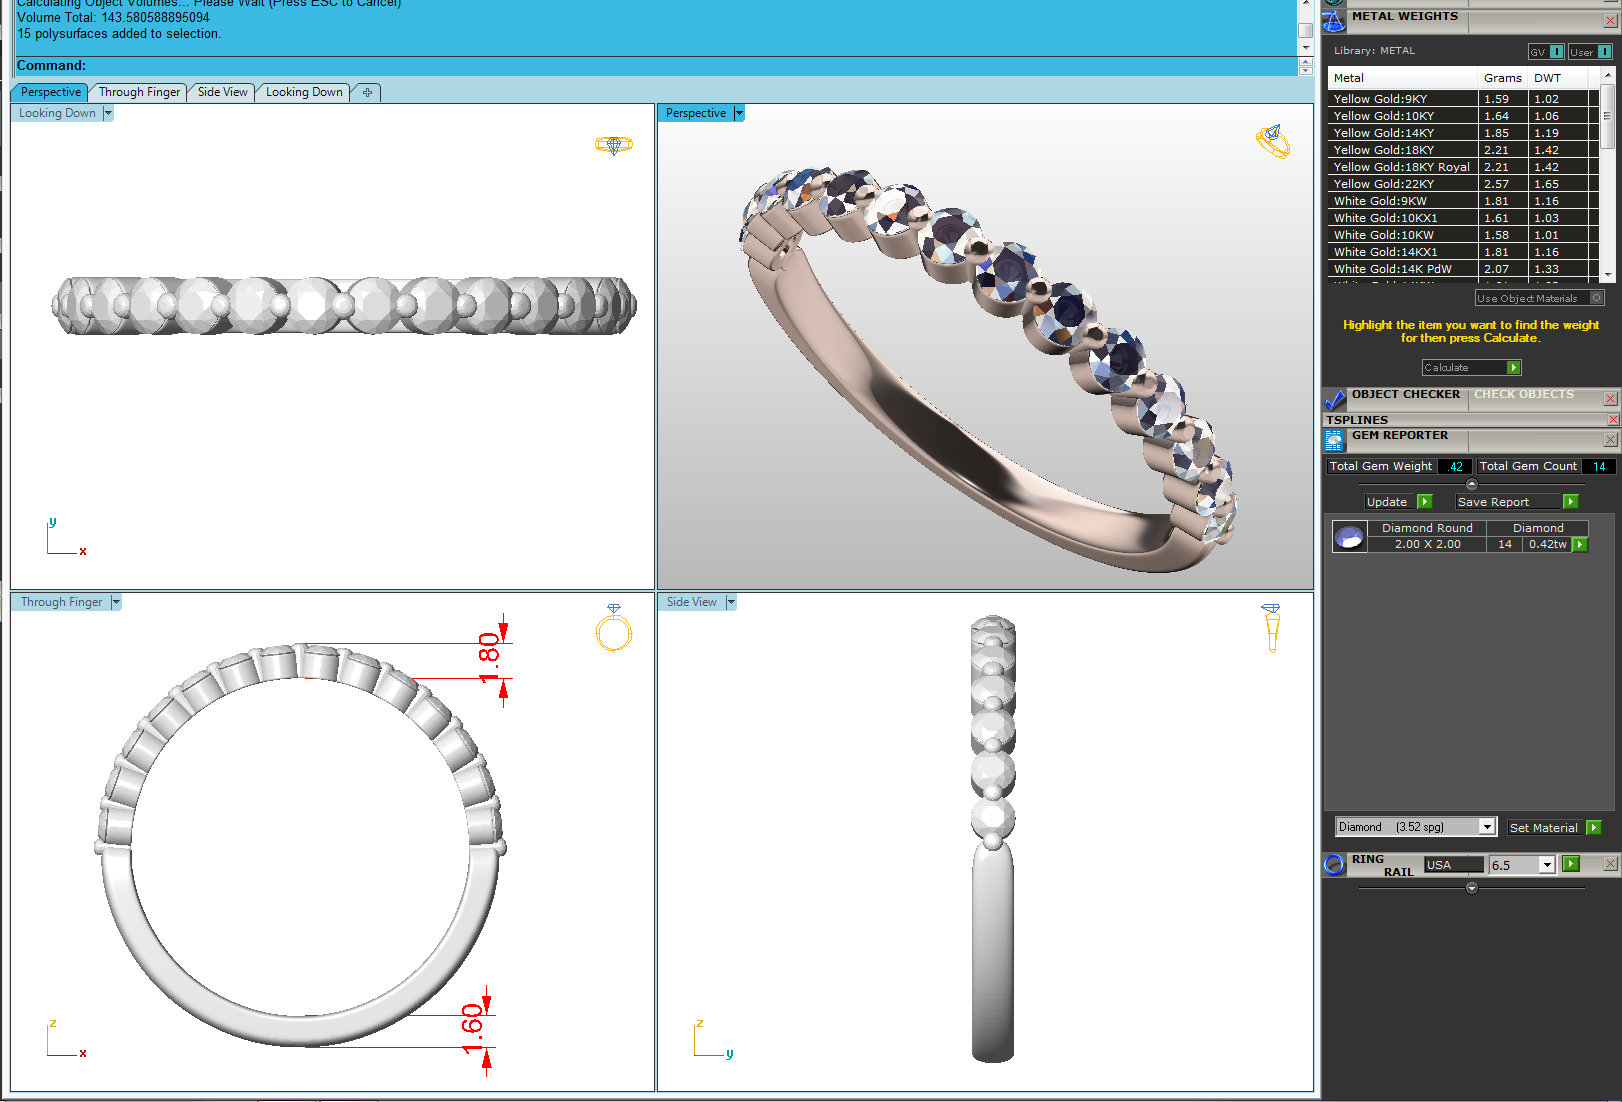 Calculating Object Volumes... Please Wait (Press ESC to Cancel)
Volume Total: 143.580588895094
15 polysurfaces added to selection.
Command:
Perspective Through Finger Side View Looking Down
Looking Down
Perspective
y
x
Through Finger
1.80
1.60
z
x
Side View
z
y
METAL WEIGHTS
Library: METAL GV User
Metal Grams DWT
Yellow Gold:9KY 1.59 1.02
Yellow Gold:10KY 1.64 1.06
Yellow Gold:14KY 1.85 1.19
Yellow Gold:18KY 2.21 1.42
Yellow Gold:18KY Royal 2.21 1.42
Yellow Gold:22KY 2.57 1.65
White Gold:9KW 1.81 1.16
White Gold:10KX1 1.61 1.03
White Gold:10KW 1.58 1.01
White Gold:14KX1 1.81 1.16
White Gold:14K PdW 2.07 1.33
Use Object Materials
Highlight the item you want to find the weight
for then press Calculate.
Calculate
OBJECT CHECKER CHECK OBJECTS
TSPLINES
GEM REPORTER
Total Gem Weight .42 Total Gem Count 14
Update Save Report
Diamond Round Diamond
2.00 X 2.00 14 0.42tw
Diamond (3.52 spg) Set Material
RING RAIL USA 6.5